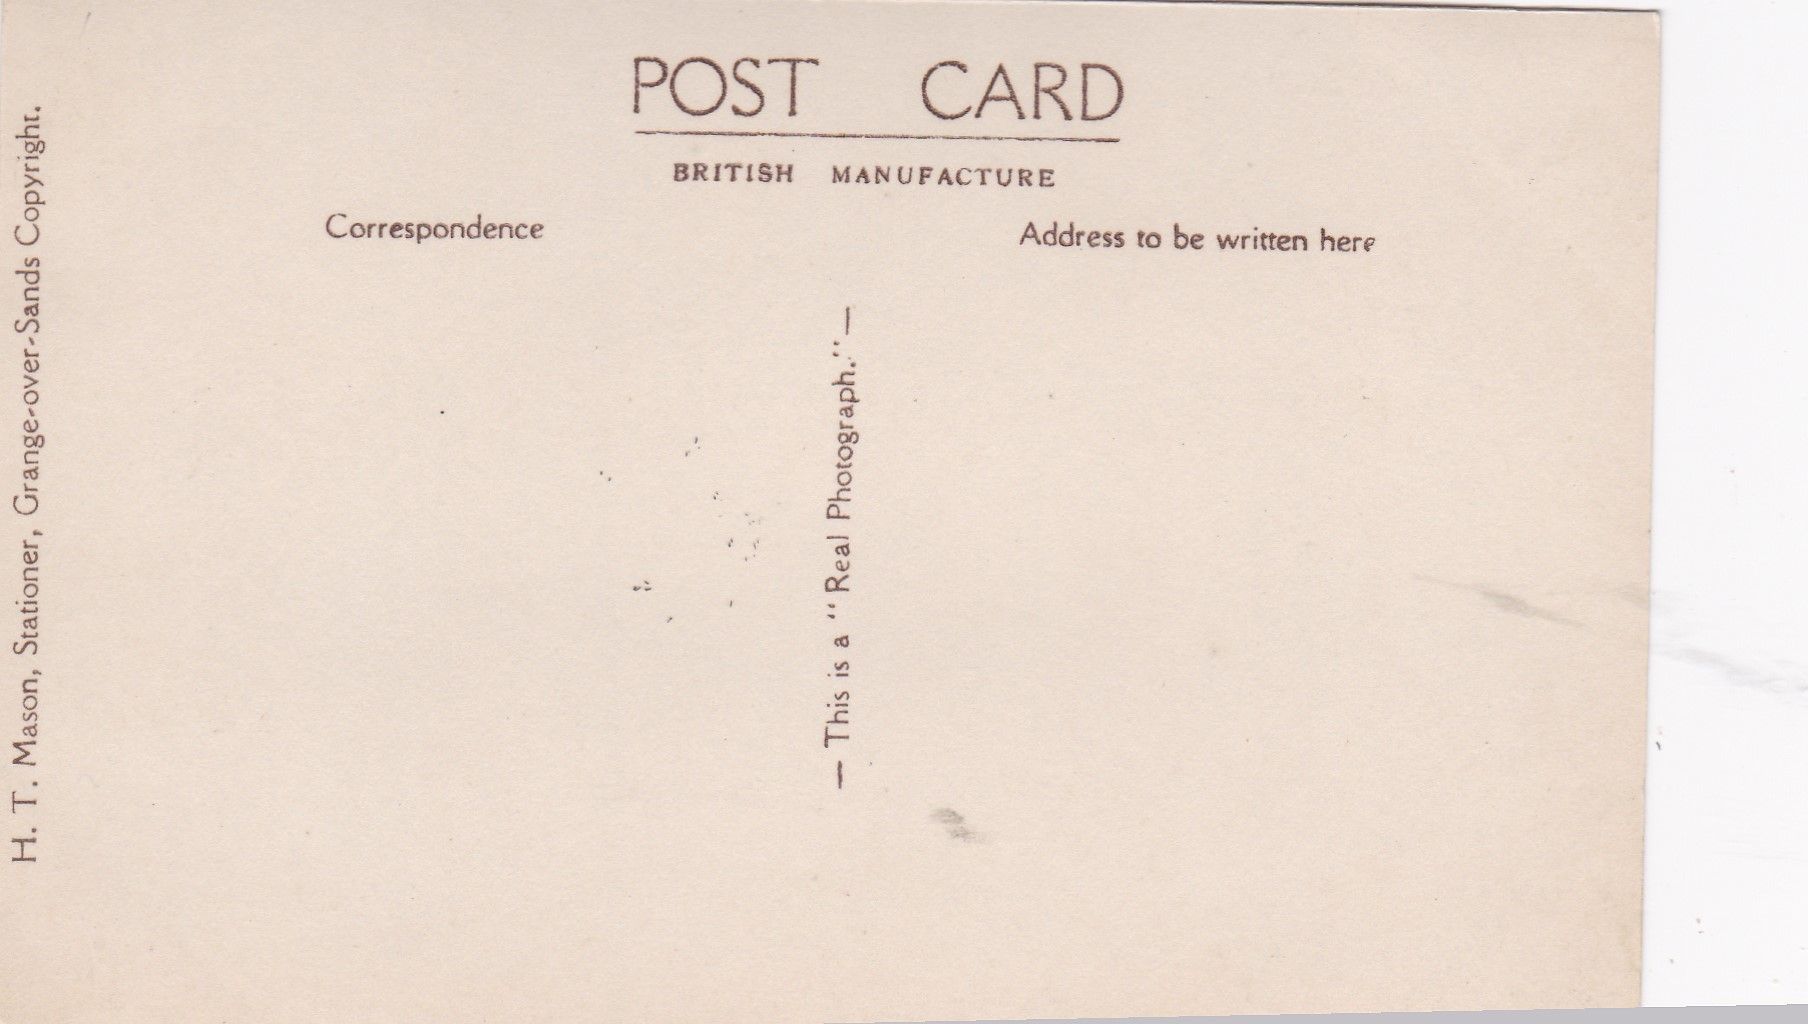 POST CARD
BRITISH MANUFACTURE
Correspondence
Address to be written here
— This is a "Real Photograph." —
H. T. Mason, Stationer, Grange-over-Sands Copyright.